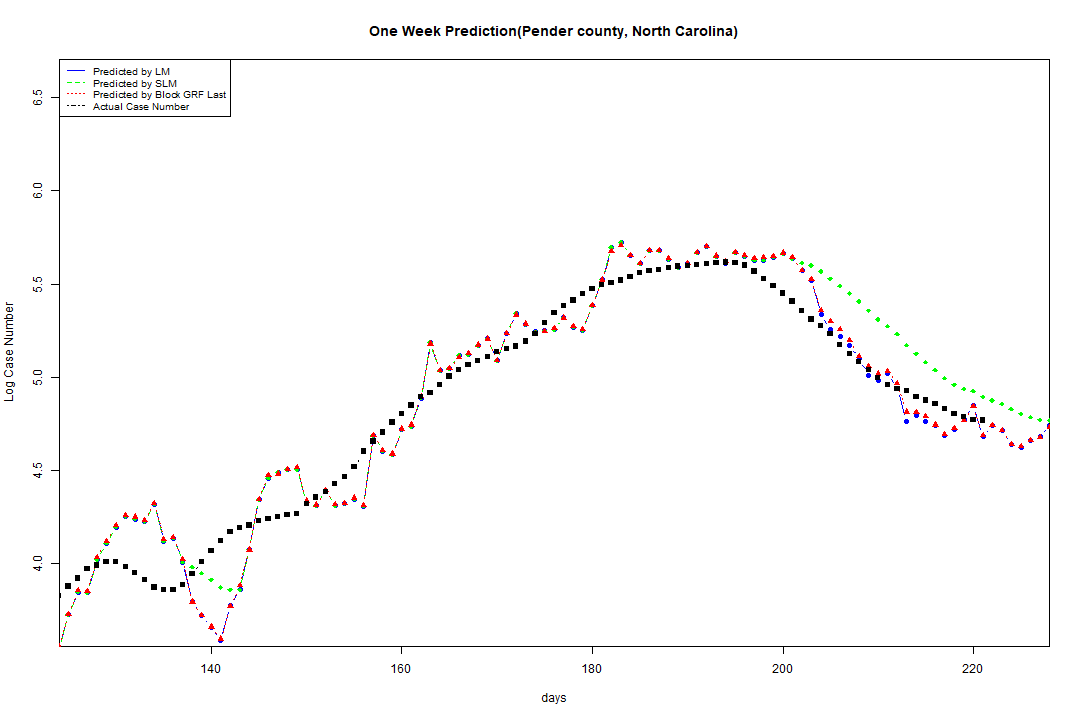 One Week Prediction(Pender county, North Carolina)
Predicted by LM
Predicted by SLM
Predicted by Block GRF Last
Actual Case Number
6.5
6.0
5.5
5.0
4.5
4.0
Log Case Number
140 160 180 200 220
days